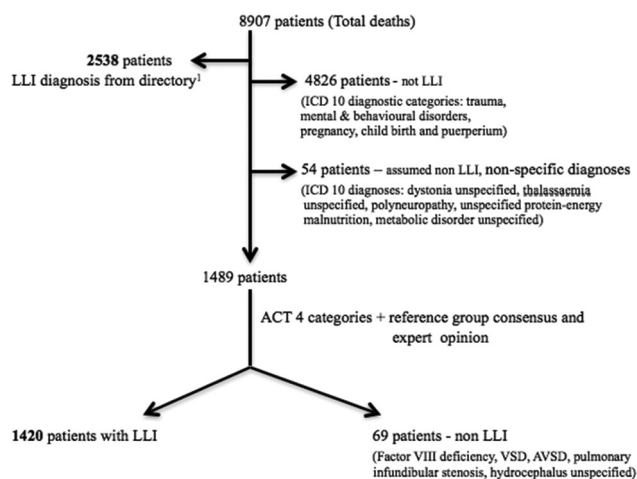 8907 patients (Total deaths)
2538 patients
LLI diagnosis from directory¹
4826 patients - not LLI
(ICD 10 diagnostic categories: trauma,
mental & behavioural disorders,
pregnancy, child birth and puerperium)
54 patients – assumed non LLI, non-specific diagnoses
(ICD 10 diagnoses: dystonia unspecified, thalassaemia
unspecified, polyneuropathy, unspecified protein-energy
malnutrition, metabolic disorder unspecified)
1489 patients
ACT 4 categories + reference group consensus and
expert opinion
1420 patients with LLI
69 patients - non LLI
(Factor VIII deficiency, VSD, AVSD, pulmonary
infundibular stenosis, hydrocephalus unspecified)